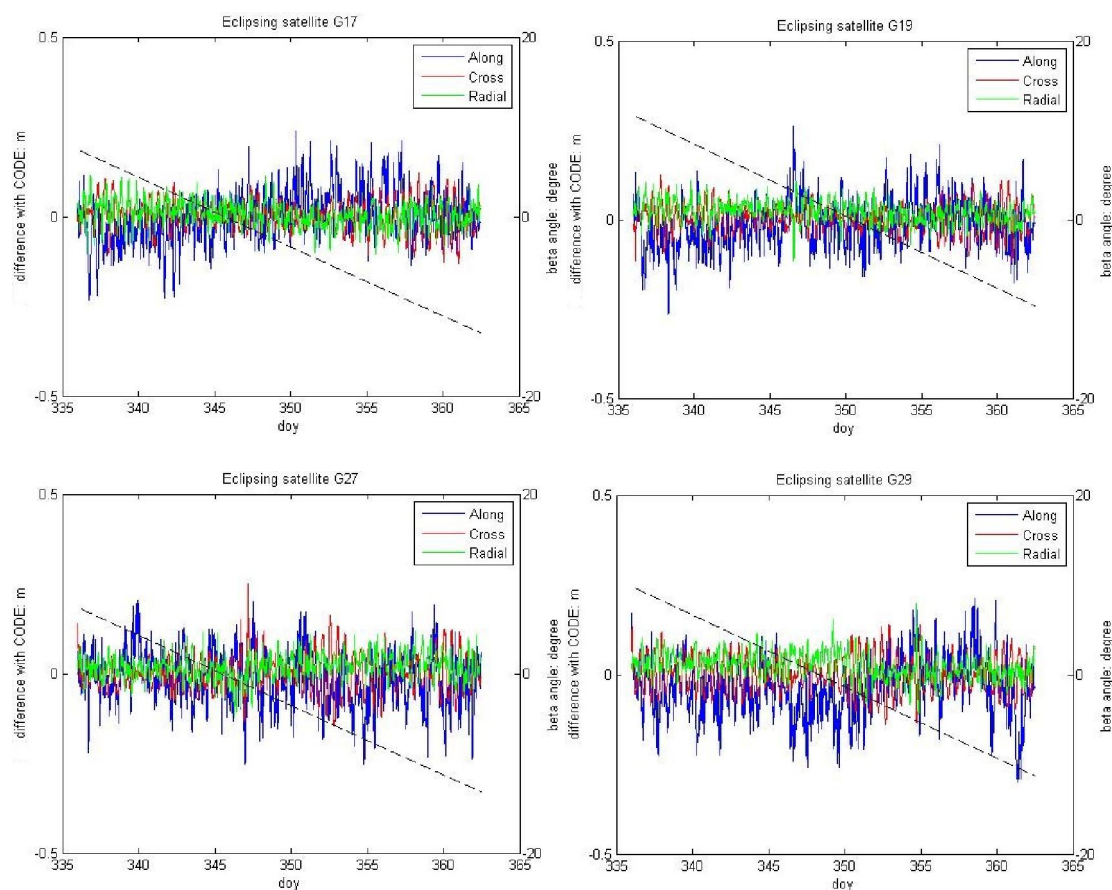 Eclipsing satellite G17
0.5
20
Along
Cross
Radial
difference with CODE: m
0
0
beta angle: degree
-0.5
-20
335 340 345 350 355 360 365
doy
Eclipsing satellite G19
0.5
20
Along
Cross
Radial
difference with CODE: m
0
0
beta angle: degree
-0.5
-20
335 340 345 350 355 360 365
doy
Eclipsing satellite G27
0.5
20
Along
Cross
Radial
difference with CODE: m
0
0
beta angle: degree
-0.5
-20
335 340 345 350 355 360 365
doy
Eclipsing satellite G29
0.5
20
Along
Cross
Radial
difference with CODE: m
0
0
beta angle: degree
-0.5
-20
335 340 345 350 355 360 365
doy